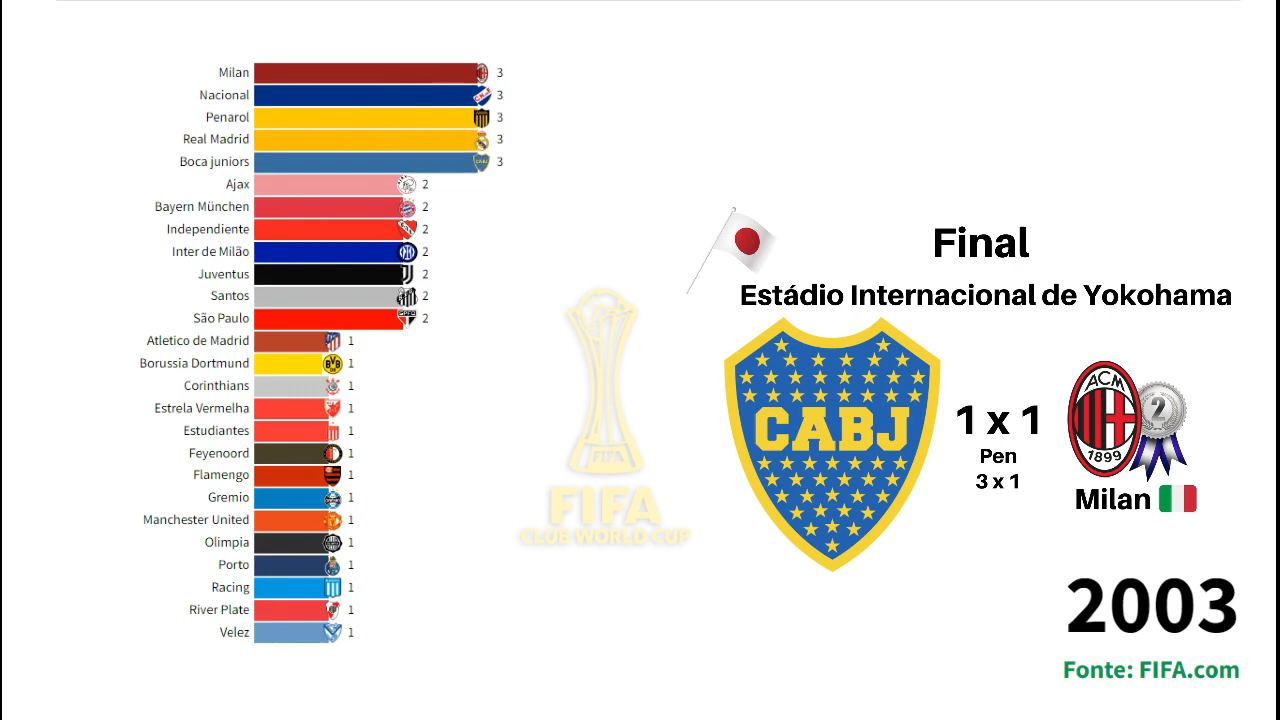 Milan 3
Nacional 3
Penarol 3
Real Madrid 3
Boca juniors 3
Ajax 2
Bayern München 2
Independiente 2
Inter de Milão 2
Juventus 2
Santos 2
São Paulo 2
Atletico de Madrid 1
Borussia Dortmund 1
Corinthians 1
Estrela Vermelha 1
Estudiantes 1
Feyenoord 1
Flamengo 1
Gremio 1
Manchester United 1
Olimpia 1
Porto 1
Racing 1
River Plate 1
Velez 1
FIFA
FIFA
CLUB WORLD CUP
Final
Estádio Internacional de Yokohama
CABJ
1 x 1
Pen
3 x 1
ACM
1899
2
Milan
2003
Fonte: FIFA.com